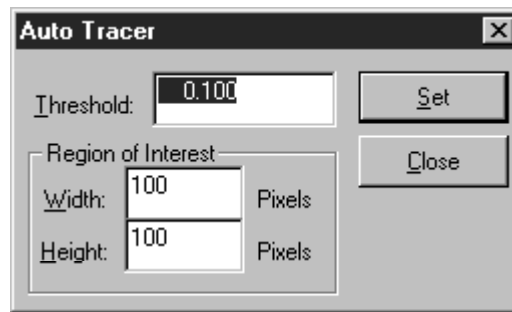 Auto Tracer
Threshold: 0.100
Set
Close
Region of Interest
Width: 100 Pixels
Height: 100 Pixels